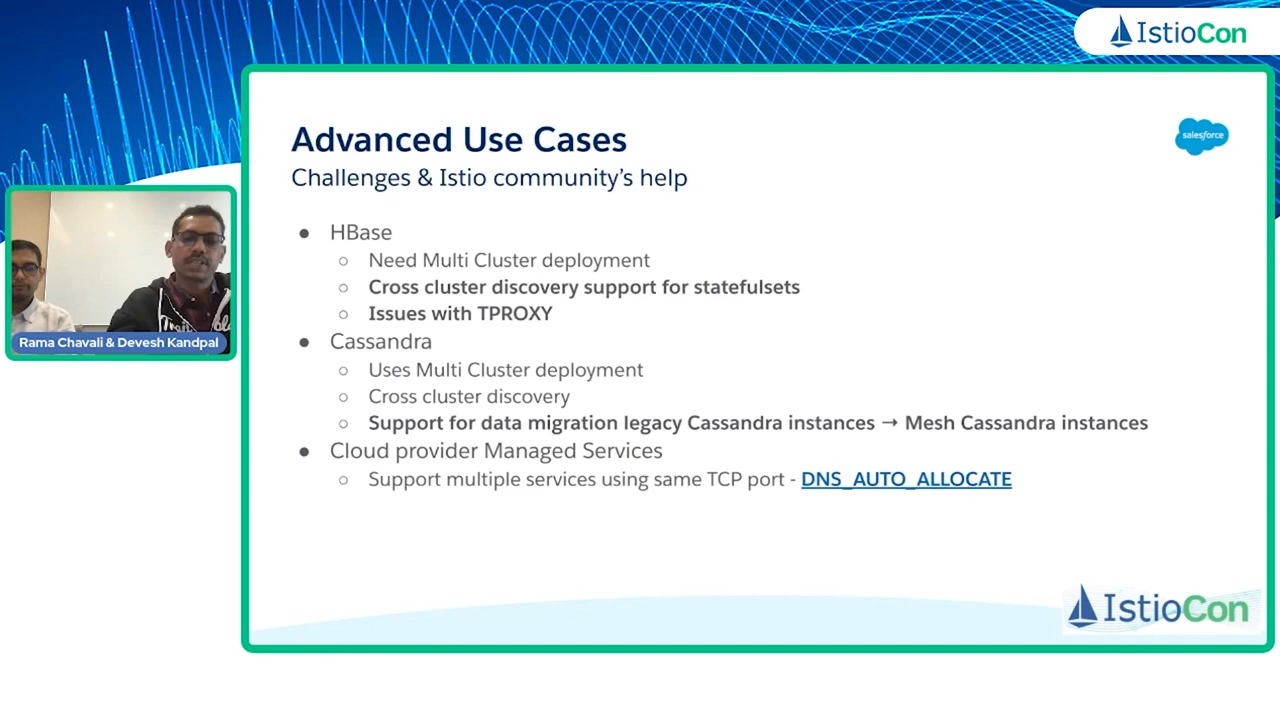 IstioCon
Advanced Use Cases
salesforce
Challenges & Istio community's help
● HBase
○ Need Multi Cluster deployment
○ Cross cluster discovery support for statefulsets
○ Issues with TPROXY
● Cassandra
○ Uses Multi Cluster deployment
○ Cross cluster discovery
○ Support for data migration legacy Cassandra instances → Mesh Cassandra instances
● Cloud provider Managed Services
○ Support multiple services using same TCP port - DNS_AUTO_ALLOCATE
Rama Chavali & Devesh Kandpal
IstioCon